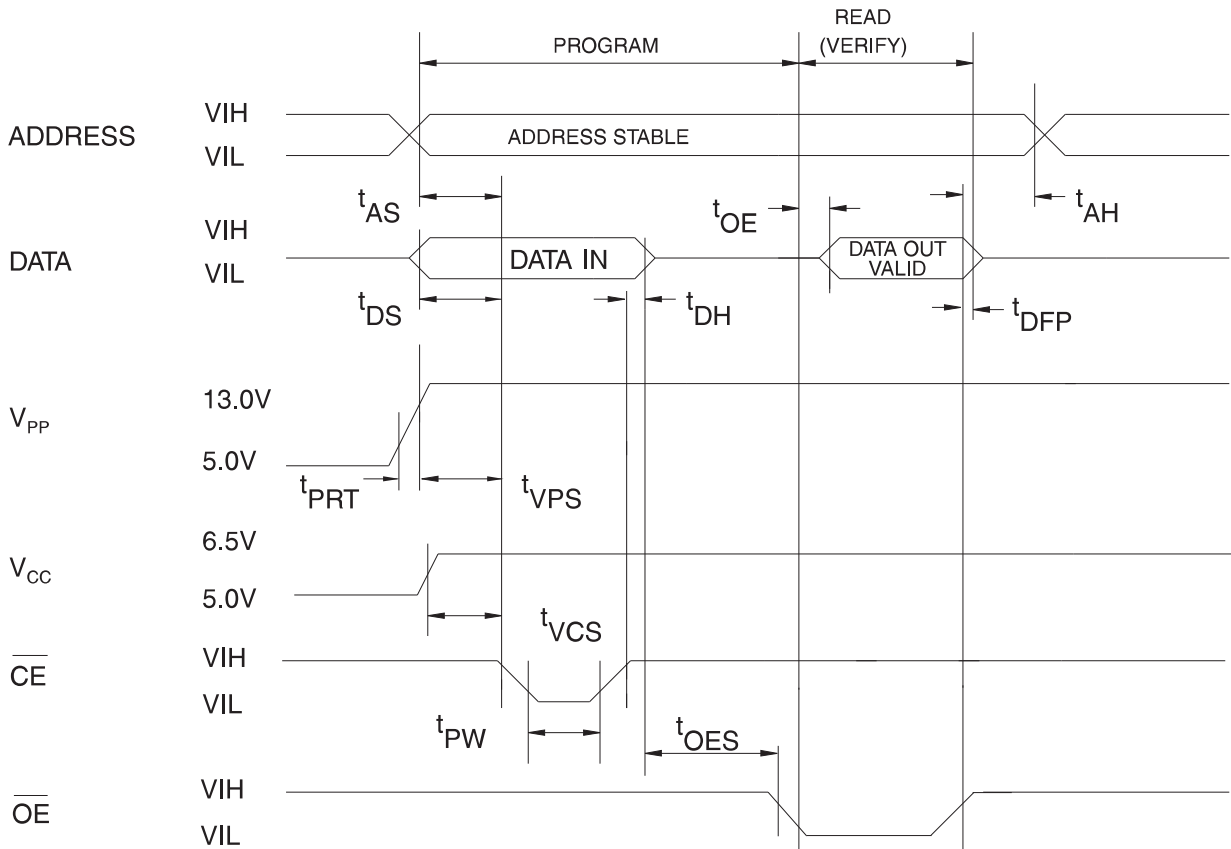 READ
PROGRAM (VERIFY)
ADDRESS VIH
VIL
ADDRESS STABLE
tAS
tOE
tAH
DATA VIH
VIL
DATA IN
DATA OUT
VALID
tDS
tDH
tDFP
VPP 13.0V
5.0V
tPRT
tVPS
VCC 6.5V
5.0V
tVCS
CE VIH
VIL
tPW
tOES
OE VIH
VIL